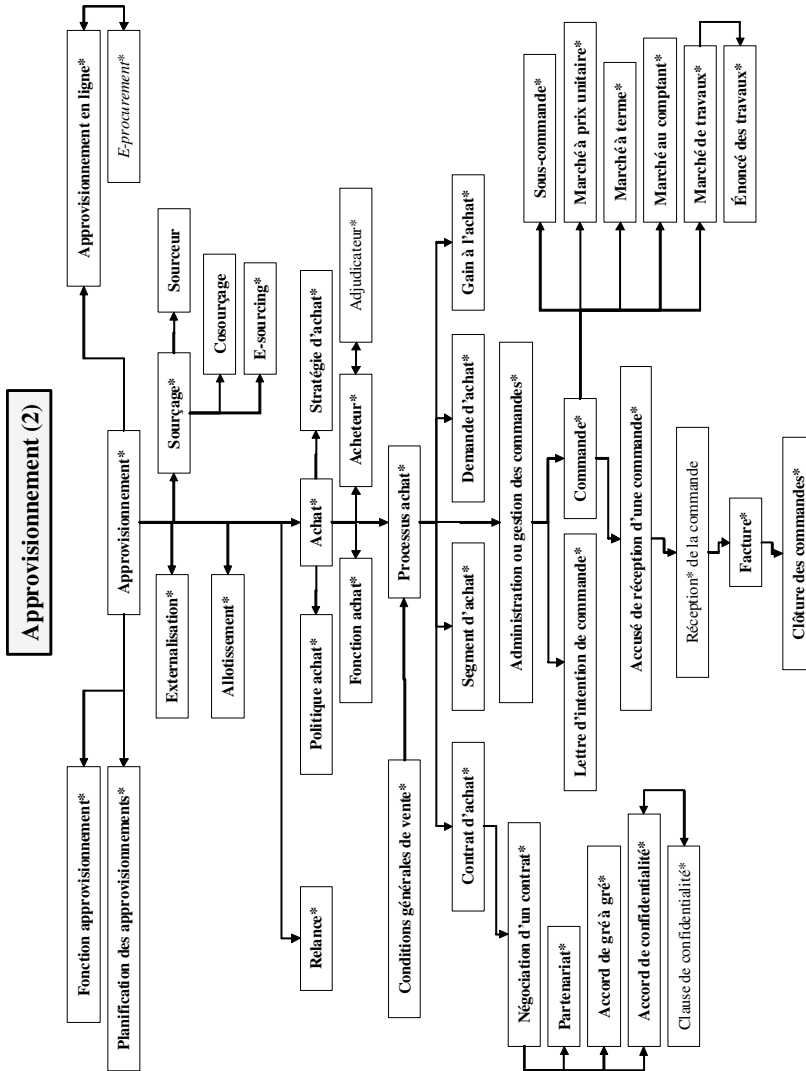 Approvisionnement (2)
Fonction approvisionnement*
Planification des approvisionnements*
Approvisionnement*
Approvisionnement en ligne*
E-procurement*
Externalisation*
Allotissement*
Sourçage*
Sourceur
Cosourçage
E-sourcing*
Relance*
Politique achat*
Achat*
Stratégie d'achat*
Fonction achat*
Acheteur*
Adjudicateur*
Conditions générales de vente*
Processus achat*
Contrat d'achat*
Segment d'achat*
Demande d'achat*
Gain à l'achat*
Négociation d'un contrat*
Partenariat*
Accord de gré à gré*
Accord de confidentialité*
Clause de confidentialité*
Administration ou gestion des commandes*
Lettre d'intention de commande*
Commande*
Accusé de réception d'une commande*
Réception* de la commande
Facture*
Clôture des commandes*
Sous-commande*
Marché à prix unitaire*
Marché à terme*
Marché au comptant*
Marché de travaux*
Énoncé des travaux*